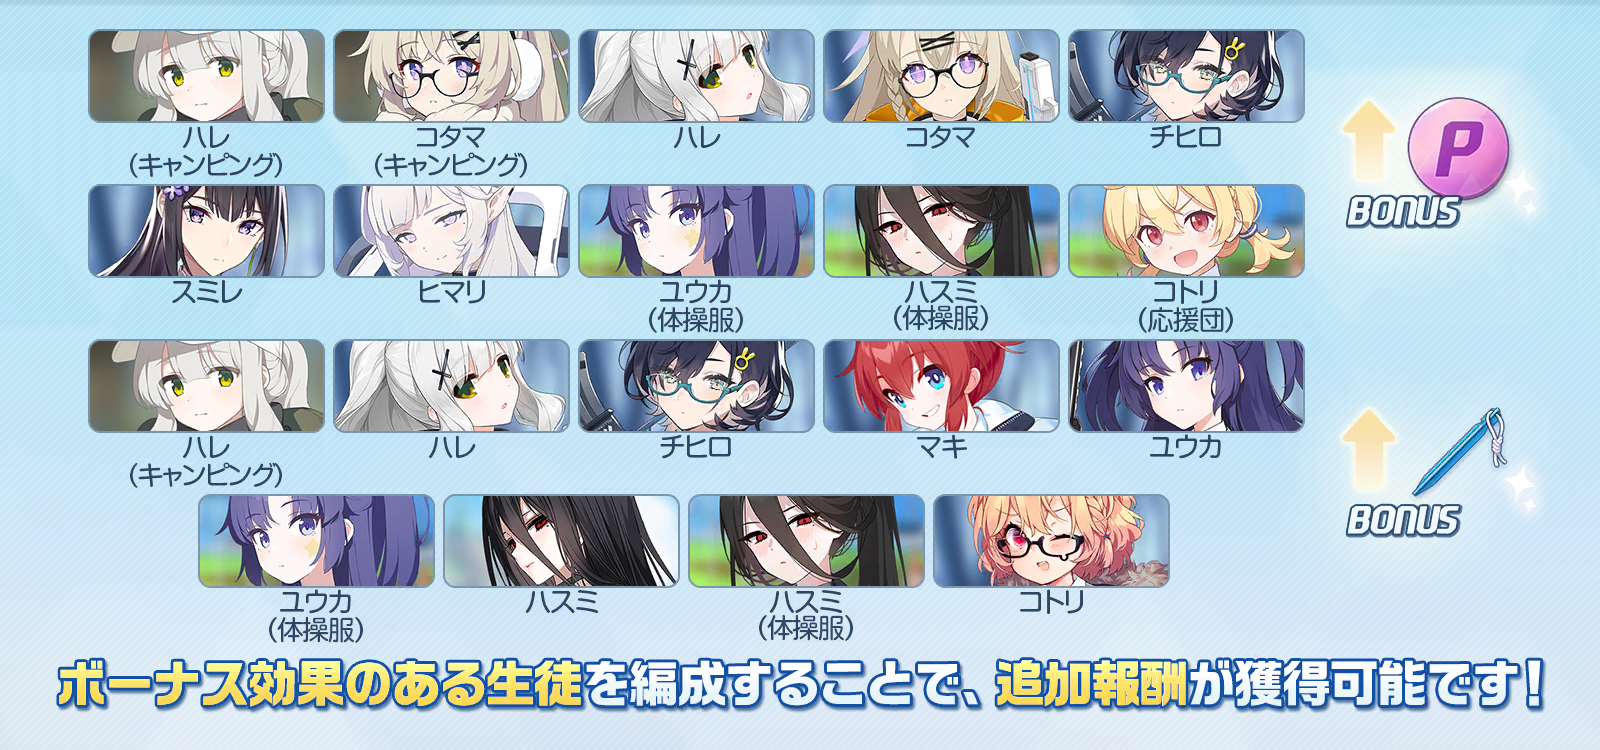 ハレ
(キャンピング)
コタマ
(キャンピング)
ハレ
コタマ
チヒロ
P
BONUS
スミレ
ヒマリ
ユウカ
(体操服)
ハスミ
(体操服)
コトリ
(応援団)
ハレ
(キャンピング)
ハレ
チヒロ
マキ
ユウカ
BONUS
ユウカ
(体操服)
ハスミ
ハスミ
(体操服)
コトリ
ボーナス効果のある生徒を編成することで、追加報酬が獲得可能です!